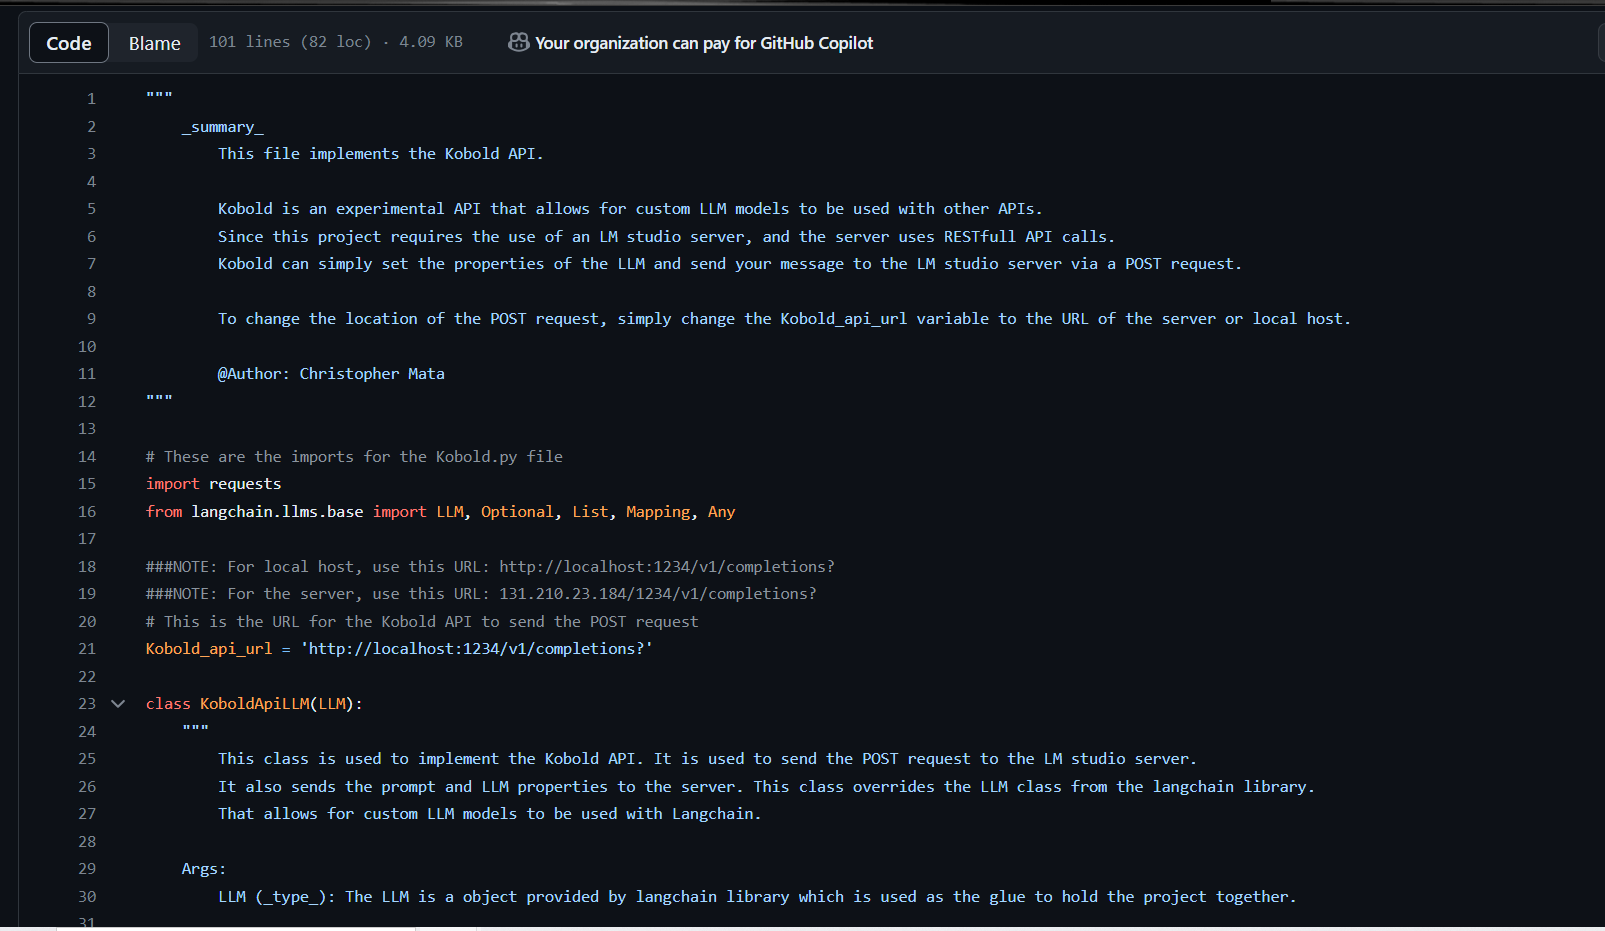 Code Blame 101 lines (82 loc) · 4.09 KB Your organization can pay for GitHub Copilot
1 """
2 _summary_
3 This file implements the Kobold API.
4
5 Kobold is an experimental API that allows for custom LLM models to be used with other APIs.
6 Since this project requires the use of an LM studio server, and the server uses RESTfull API calls.
7 Kobold can simply set the properties of the LLM and send your message to the LM studio server via a POST request.
8
9 To change the location of the POST request, simply change the Kobold_api_url variable to the URL of the server or local host.
10
11 @Author: Christopher Mata
12 """
13
14 # These are the imports for the Kobold.py file
15 import requests
16 from langchain.llms.base import LLM, Optional, List, Mapping, Any
17
18 ###NOTE: For local host, use this URL: http://localhost:1234/v1/completions?
19 ###NOTE: For the server, use this URL: 131.210.23.184/1234/v1/completions?
20 # This is the URL for the Kobold API to send the POST request
21 Kobold_api_url = 'http://localhost:1234/v1/completions?'
22
23 class KoboldApiLLM(LLM):
24 """
25 This class is used to implement the Kobold API. It is used to send the POST request to the LM studio server.
26 It also sends the prompt and LLM properties to the server. This class overrides the LLM class from the langchain library.
27 That allows for custom LLM models to be used with Langchain.
28
29 Args:
30 LLM (_type_): The LLM is a object provided by langchain library which is used as the glue to hold the project together.
31